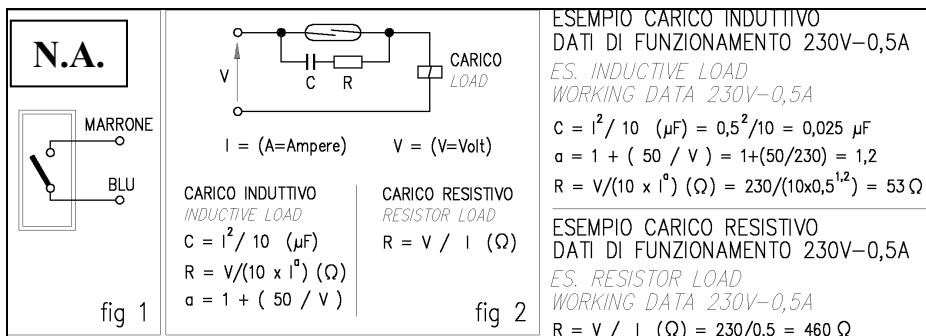 N.A.
MARRONE
BLU
fig 1
V
C R
CARICO
LOAD
I = (A=Ampere) V = (V=Volt)
CARICO INDUTTIVO
INDUCTIVE LOAD
C = I²/ 10 (μF)
R = V/(10 x Iᵅ) (Ω)
a = 1 + ( 50 / V )
CARICO RESISTIVO
RESISTOR LOAD
R = V / I (Ω)
fig 2
ESEMPIO CARICO INDUTTIVO
DATI DI FUNZIONAMENTO 230V-0,5A
ES. INDUCTIVE LOAD
WORKING DATA 230V-0,5A
C = I²/ 10 (μF) = 0,5²/10 = 0,025 μF
a = 1 + ( 50 / V ) = 1+(50/230) = 1,2
R = V/(10 x Iᵅ) (Ω) = 230/(10x0,5¹,²) = 53 Ω
ESEMPIO CARICO RESISTIVO
DATI DI FUNZIONAMENTO 230V-0,5A
ES. RESISTOR LOAD
WORKING DATA 230V-0,5A
R = V / I (Ω) = 230/0,5 = 460 Ω